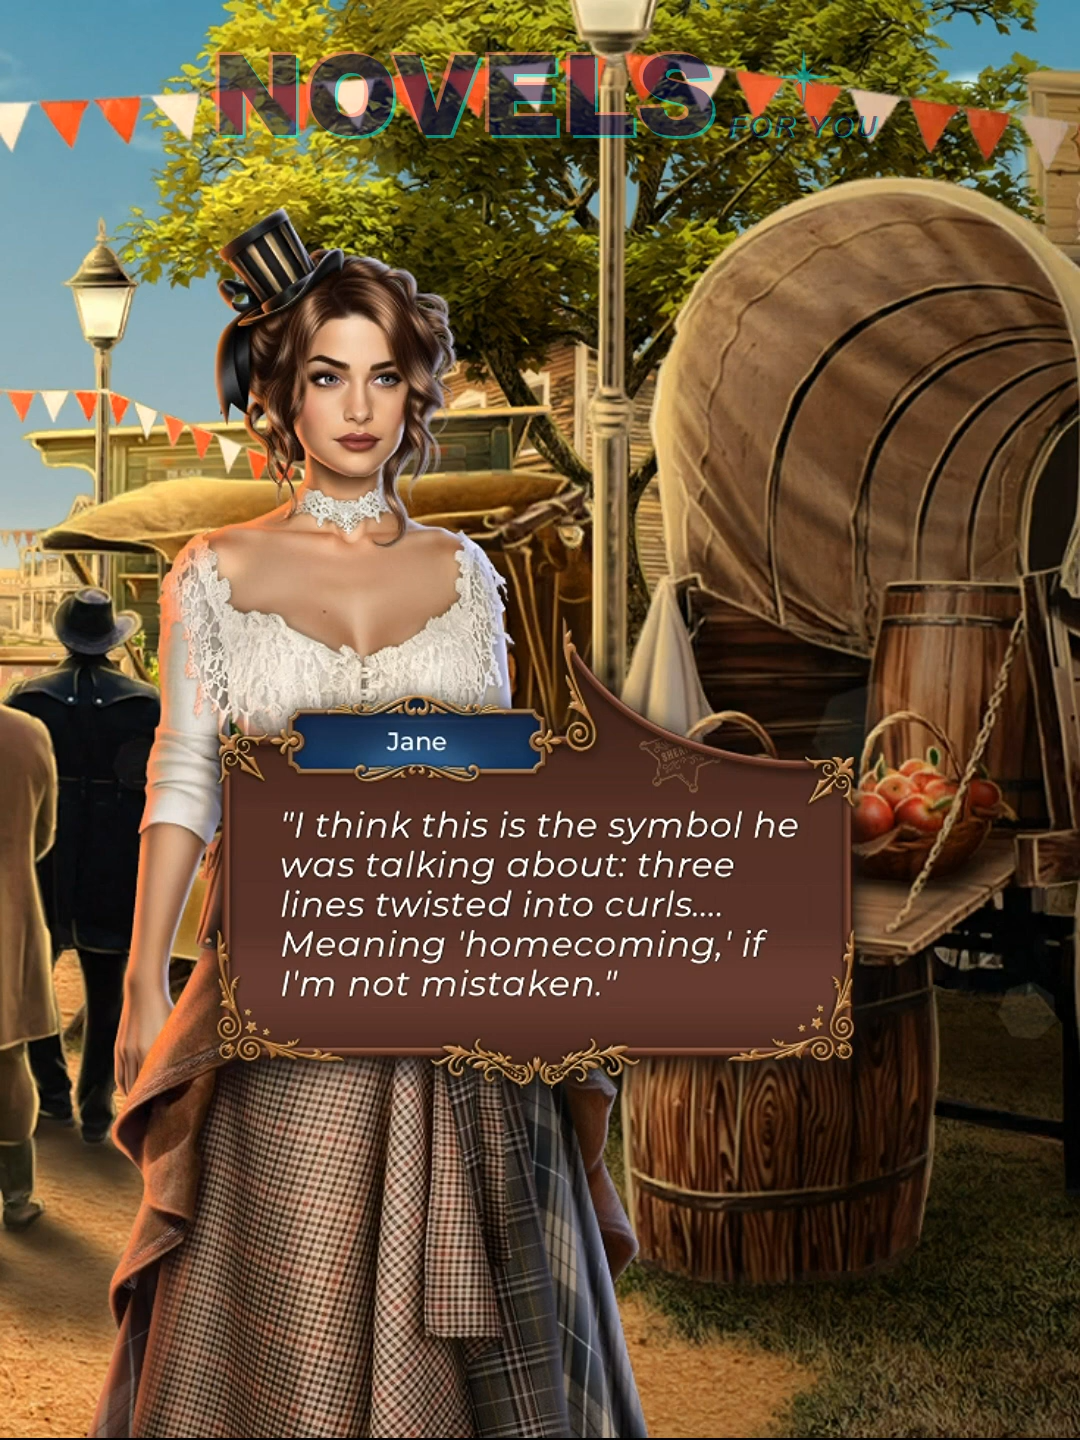 NOVELS
FOR YOU
Jane
SHERI
"I think this is the symbol he
was talking about: three
lines twisted into curls....
Meaning 'homecoming,' if
I'm not mistaken."